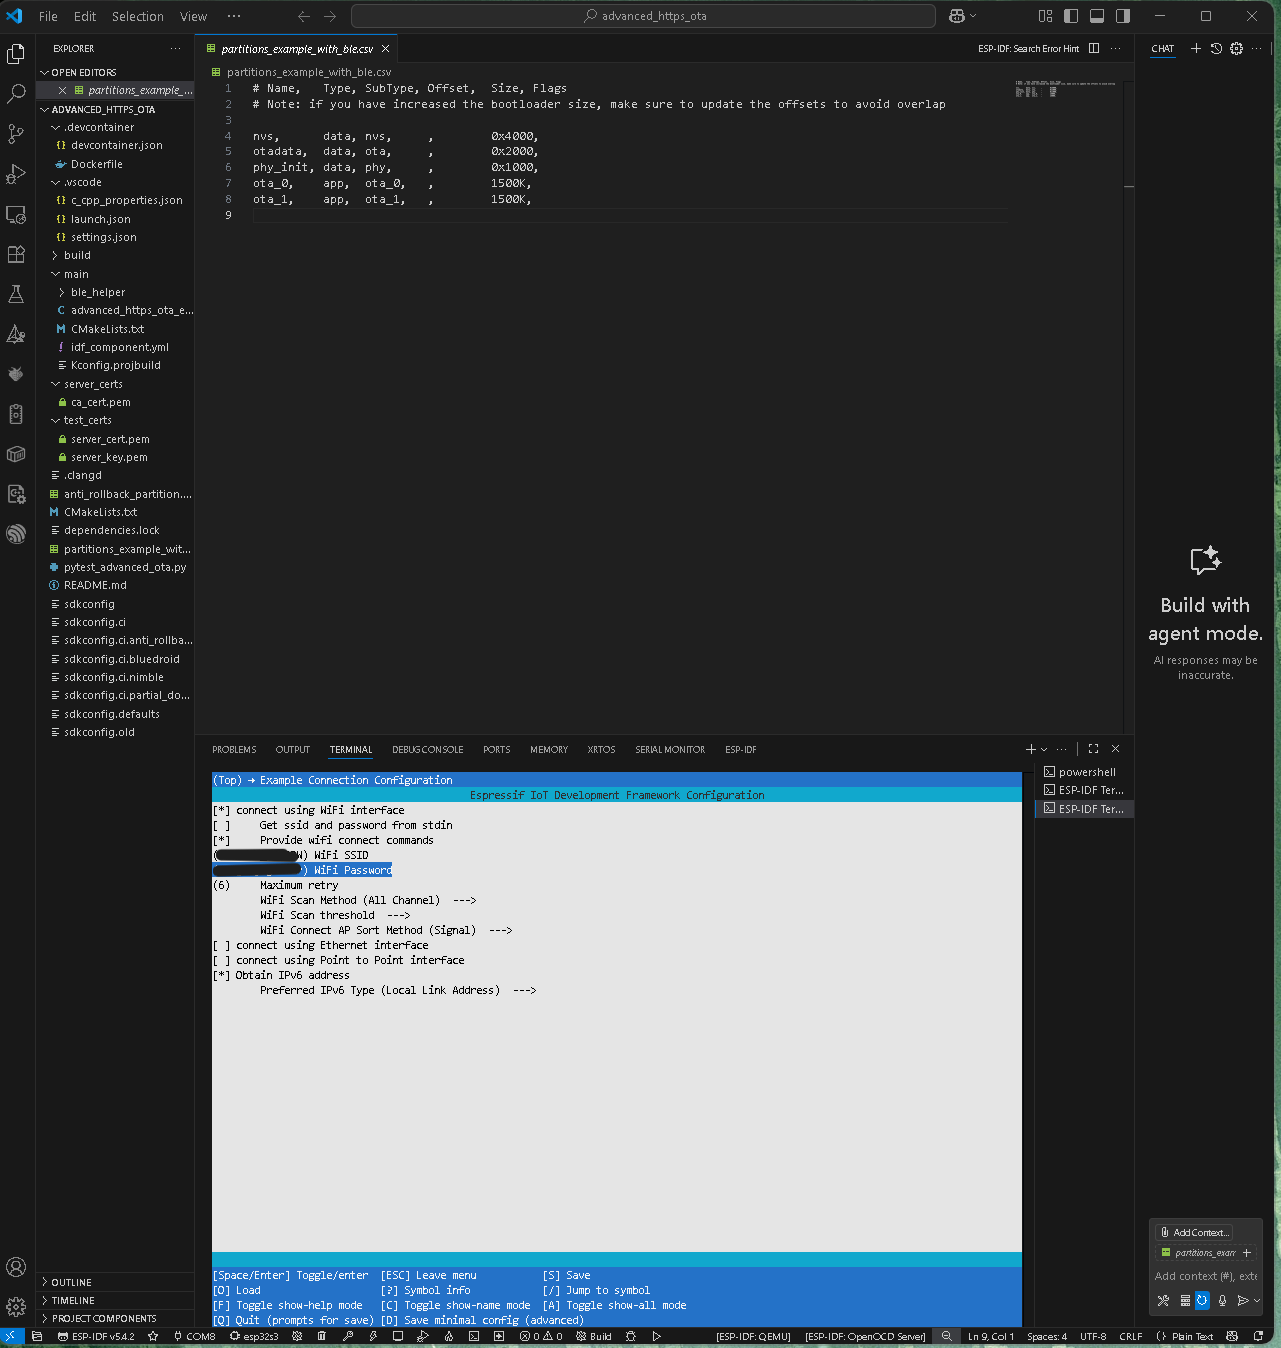 File Edit Selection View ··· advanced_https_ota
EXPLORER ···
OPEN EDITORS
partitions_example_...
ADVANCED_HTTPS_OTA
.devcontainer
devcontainer.json
Dockerfile
.vscode
c_cpp_properties.json
launch.json
settings.json
build
main
ble_helper
advanced_https_ota_e...
CMakeLists.txt
idf_component.yml
Kconfig.projbuild
server_certs
ca_cert.pem
test_certs
server_cert.pem
server_key.pem
.clangd
anti_rollback_partition....
CMakeLists.txt
dependencies.lock
partitions_example_wit...
pytest_advanced_ota.py
README.md
sdkconfig
sdkconfig.ci
sdkconfig.ci.anti_rollba...
sdkconfig.ci.bluedroid
sdkconfig.ci.nimble
sdkconfig.ci.partial_do...
sdkconfig.defaults
sdkconfig.old
OUTLINE
TIMELINE
PROJECT COMPONENTS
partitions_example_with_ble.csv
ESP-IDF: Search Error Hint ···
partitions_example_with_ble.csv
1 # Name, Type, SubType, Offset, Size, Flags
2 # Note: if you have increased the bootloader size, make sure to update the offsets to avoid overlap
3
4 nvs, data, nvs, , 0x4000,
5 otadata, data, ota, , 0x2000,
6 phy_init, data, phy, , 0x1000,
7 ota_0, app, ota_0, , 1500K,
8 ota_1, app, ota_1, , 1500K,
9
PROBLEMS OUTPUT TERMINAL DEBUG CONSOLE PORTS MEMORY XRTOS SERIAL MONITOR ESP-IDF
(Top) → Example Connection Configuration
Espressif IoT Development Framework Configuration
[*] connect using WiFi interface
[ ] Get ssid and password from stdin
[*] Provide wifi connect commands
( W) WiFi SSID
) WiFi Password
(6) Maximum retry
WiFi Scan Method (All Channel) --->
WiFi Scan threshold --->
WiFi Connect AP Sort Method (Signal) --->
[ ] connect using Ethernet interface
[ ] connect using Point to Point interface
[*] Obtain IPv6 address
Preferred IPv6 Type (Local Link Address) --->
[Space/Enter] Toggle/enter [ESC] Leave menu [S] Save
[O] Load [?] Symbol info [/] Jump to symbol
[F] Toggle show-help mode [C] Toggle show-name mode [A] Toggle show-all mode
[Q] Quit (prompts for save) [D] Save minimal config (advanced)
powershell
ESP-IDF Ter...
ESP-IDF Ter...
CHAT
Build with
agent mode.
AI responses may be
inaccurate.
Add Context...
partitions_exam
Add context (#), exte
ESP-IDF v5.4.2 COM8 esp32s3 0 0 Build [ESP-IDF: QEMU] [ESP-IDF: OpenOCD Server] Ln 9, Col 1 Spaces: 4 UTF-8 CRLF Plain Text